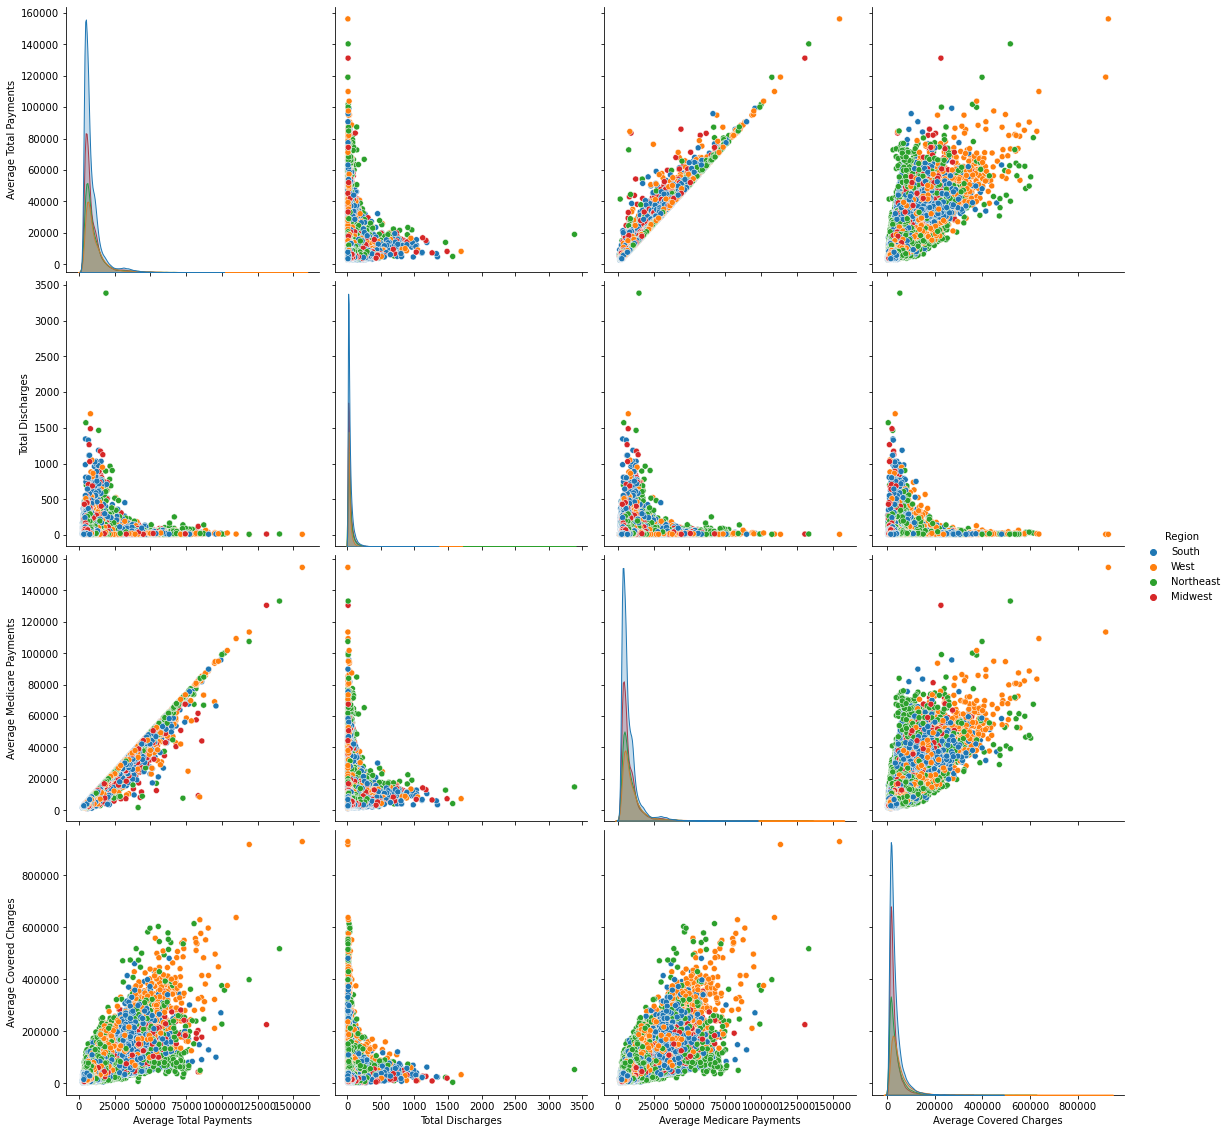 160000
140000
120000
100000
80000
60000
40000
20000
0
Average Total Payments
3500
3000
2500
2000
1500
1000
500
0
Total Discharges
Region
South
West
Northeast
Midwest
160000
140000
120000
100000
80000
60000
40000
20000
0
Average Medicare Payments
800000
600000
400000
200000
0
Average Covered Charges
0 25000 50000 75000 100000 125000 150000
0 500 1000 1500 2000 2500 3000 3500
0 25000 50000 75000 100000 125000 150000
0 200000 400000 600000 800000
Average Total Payments
Total Discharges
Average Medicare Payments
Average Covered Charges